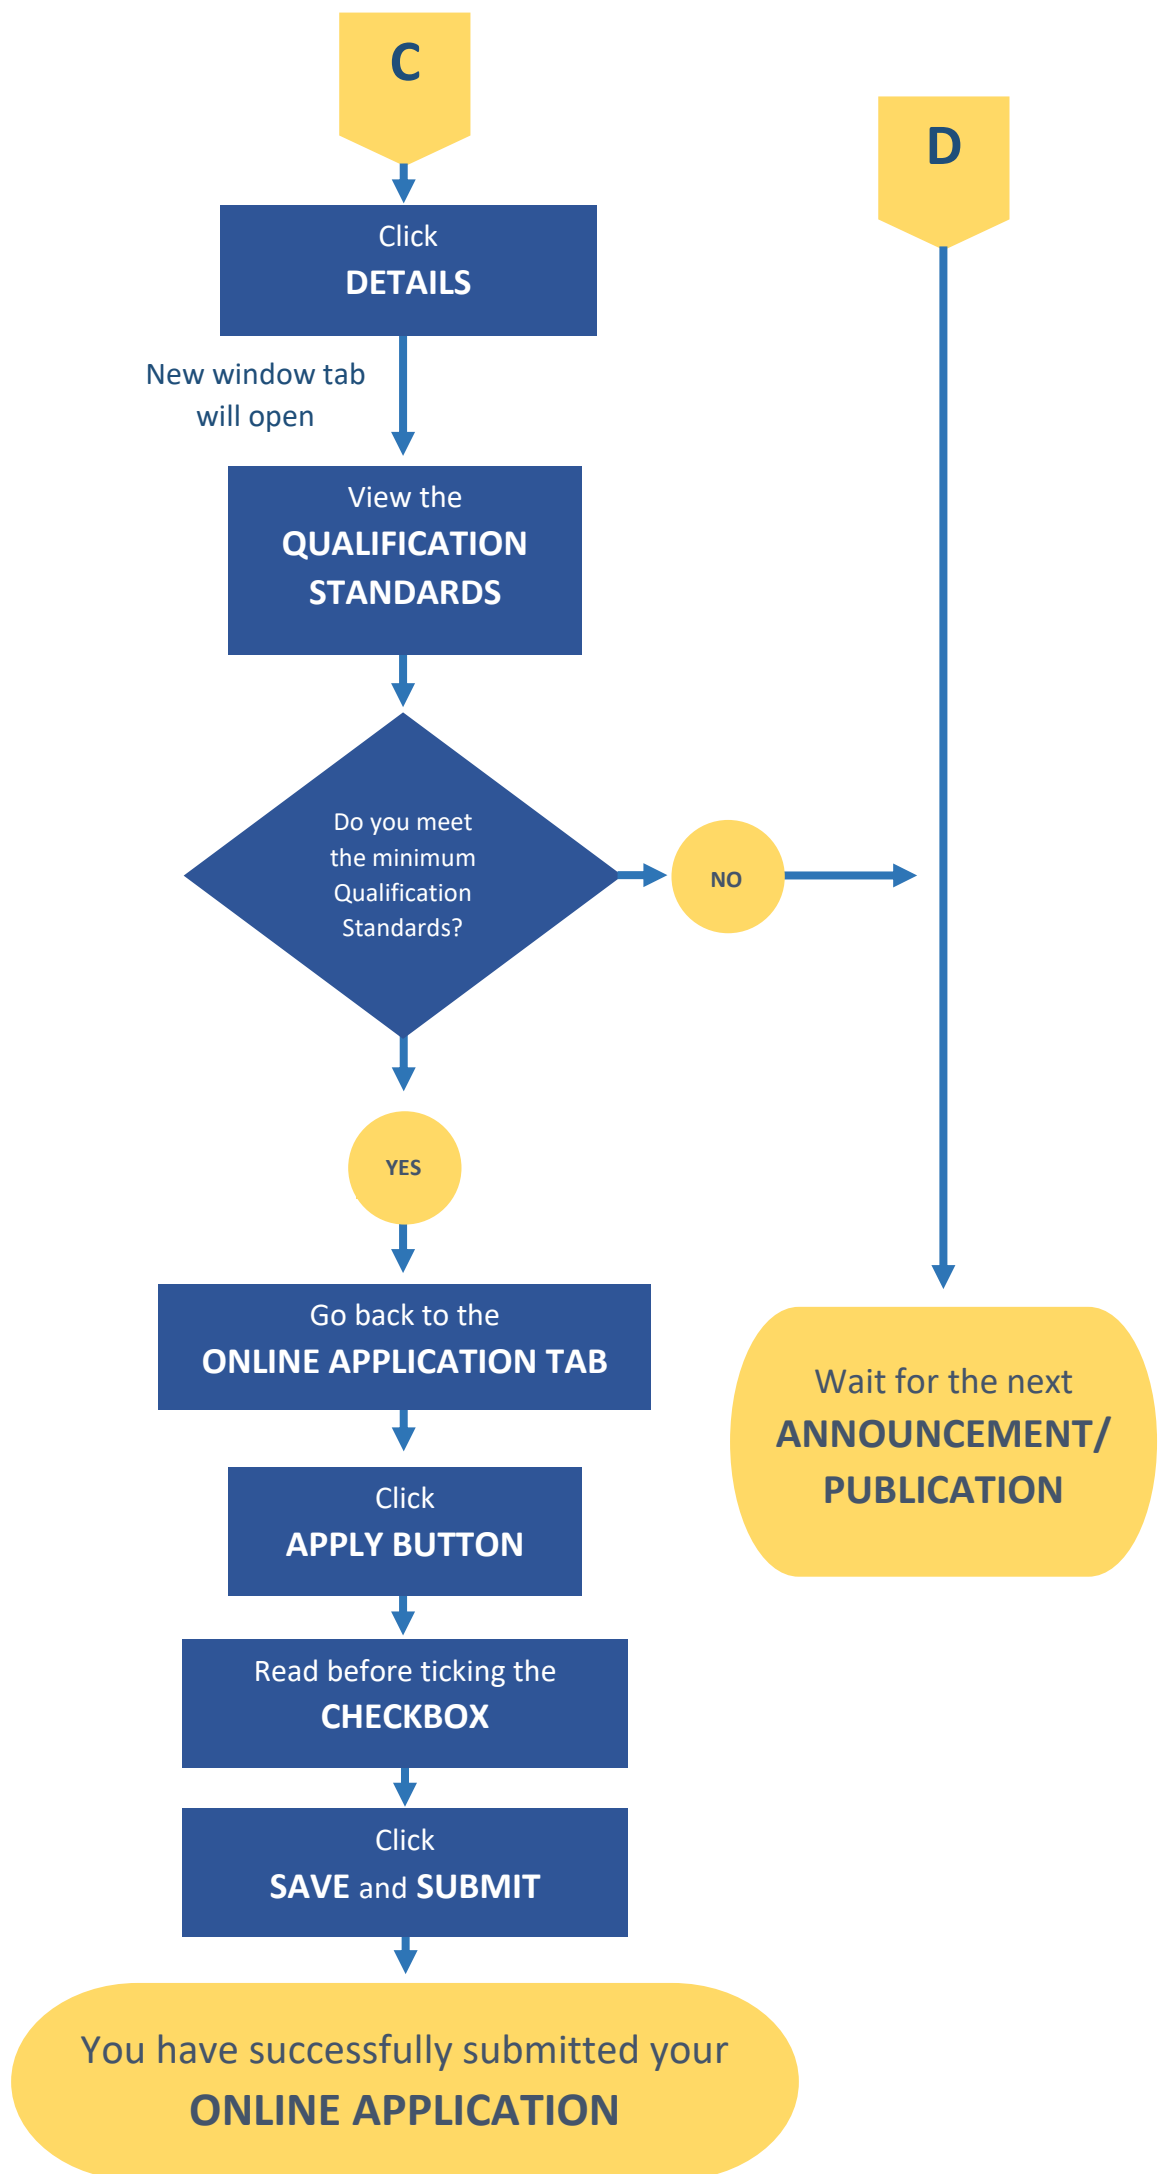 C
D
Click
DETAILS
New window tab
will open
View the
QUALIFICATION
STANDARDS
Do you meet
the minimum
Qualification
Standards?
NO
YES
Go back to the
ONLINE APPLICATION TAB
Wait for the next
ANNOUNCEMENT/
PUBLICATION
Click
APPLY BUTTON
Read before ticking the
CHECKBOX
Click
SAVE and SUBMIT
You have successfully submitted your
ONLINE APPLICATION